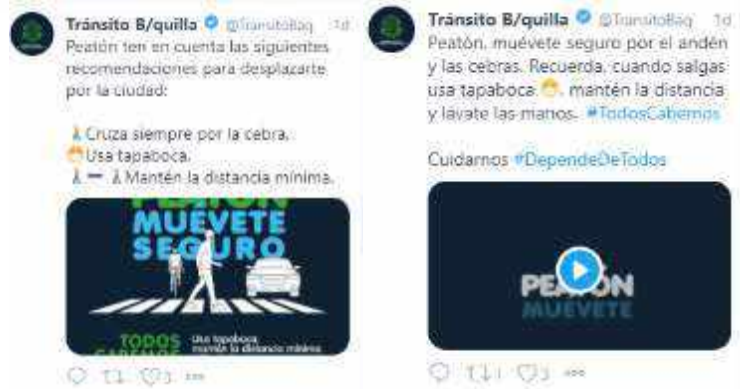 Tránsito B/quilla @TransitoBaq 1d
Peatón ten en cuenta las siguientes
recomendaciones para desplazarte
por la ciudad:
Cruza siempre por la cebra.
Usa tapaboca.
Mantén la distancia mínima.
PEATÓN
MUÉVETE
SEGURO
TODOS
CABEMOS
Usa tapaboca,
mantén la distancia mínima
3
Tránsito B/quilla @TransitoBaq 1d
Peatón, muévete seguro por el andén
y las cebras. Recuerda, cuando salgas
usa tapaboca, mantén la distancia
y lávate las manos. #TodosCabemos
Cuidarnos #DependeDeTodos
PEATÓN
MUÉVETE
1
3